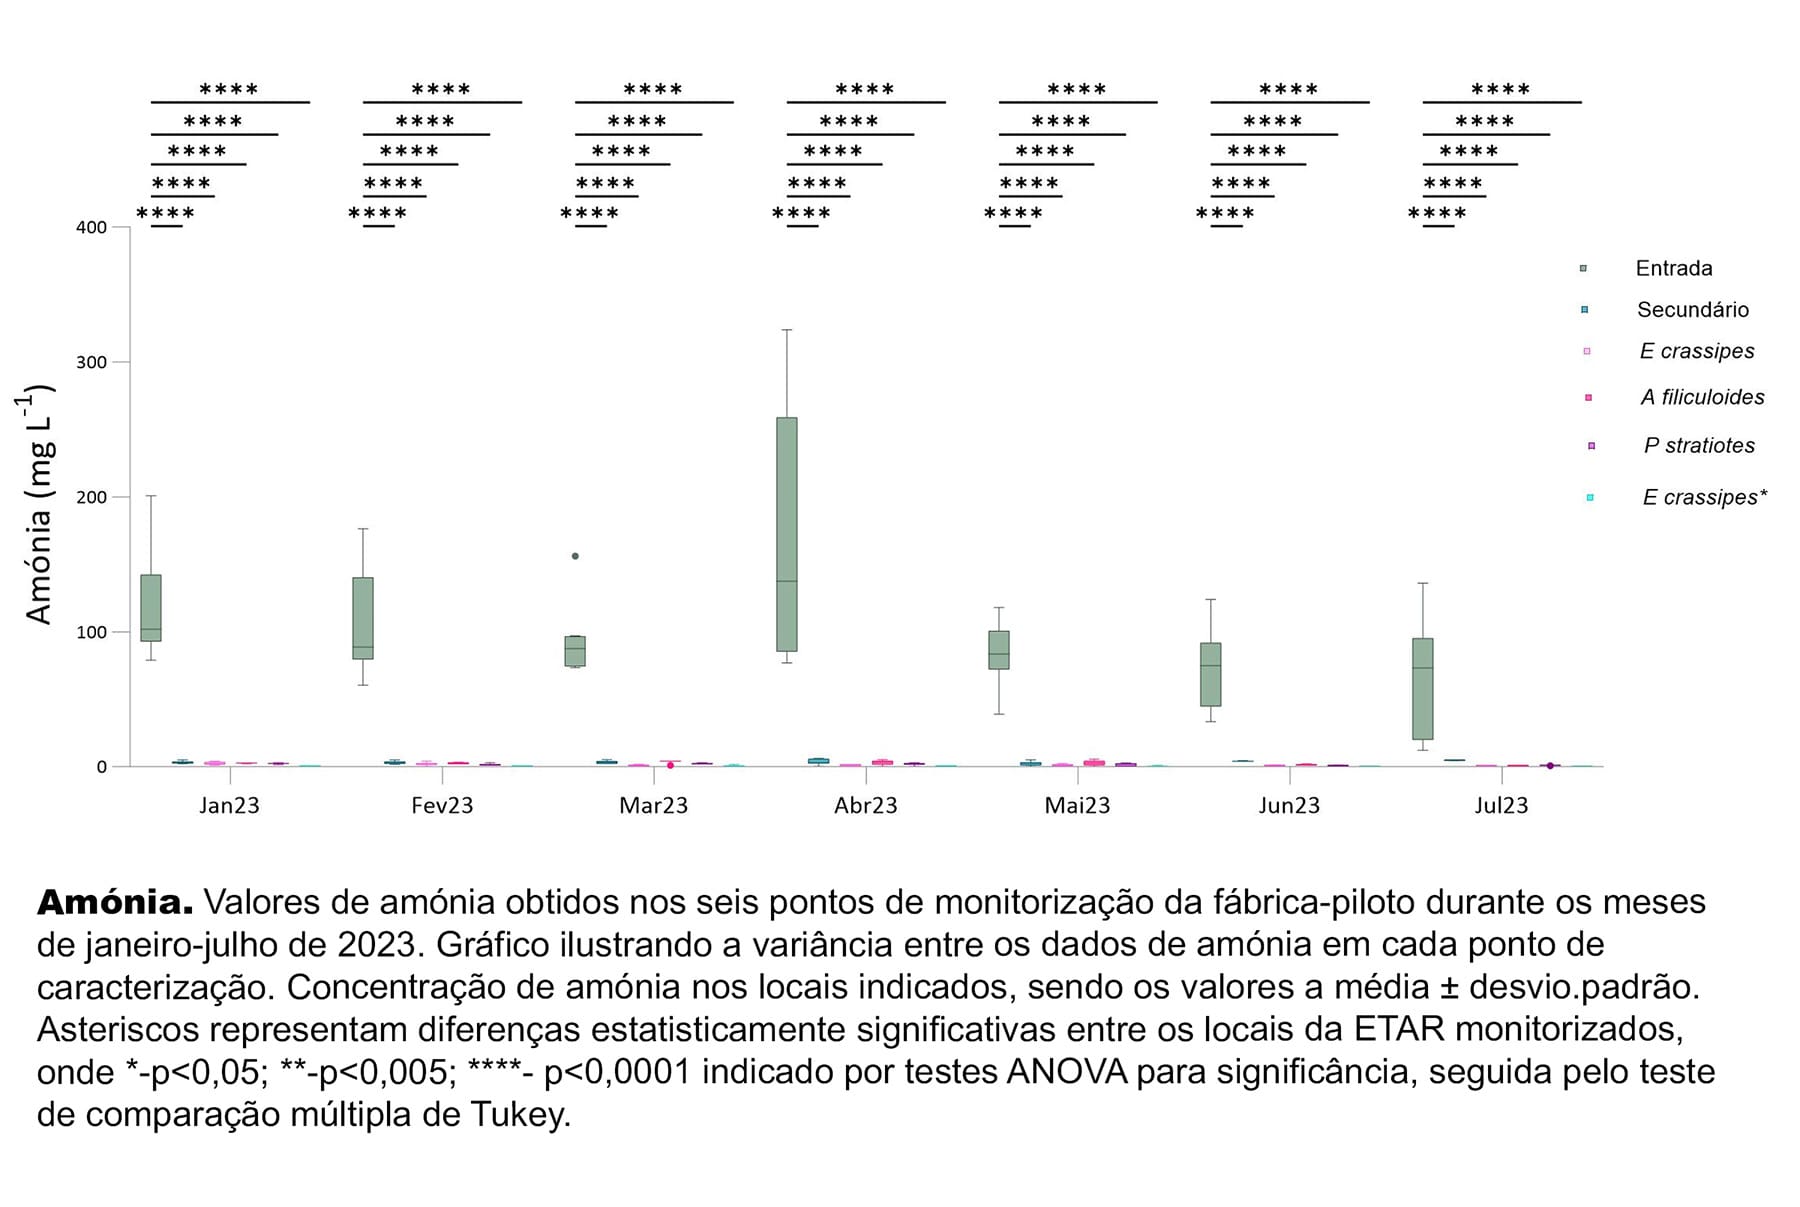 **** **** **** **** **** **** ****
**** **** **** **** **** **** ****
**** **** **** **** **** **** ****
**** **** **** **** **** **** ****
**** **** **** **** **** **** ****
400
300
200
100
0
Amónia (mg L-1)
Entrada
Secundário
E crassipes
A filiculoides
P stratiotes
E crassipes*
Jan23 Fev23 Mar23 Abr23 Mai23 Jun23 Jul23
Amónia. Valores de amónia obtidos nos seis pontos de monitorização da fábrica-piloto durante os meses
de janeiro-julho de 2023. Gráfico ilustrando a variância entre os dados de amónia em cada ponto de
caracterização. Concentração de amónia nos locais indicados, sendo os valores a média ± desvio.padrão.
Asteriscos representam diferenças estatisticamente significativas entre os locais da ETAR monitorizados,
onde *-p<0,05; **-p<0,005; ****- p<0,0001 indicado por testes ANOVA para significância, seguida pelo teste
de comparação múltipla de Tukey.